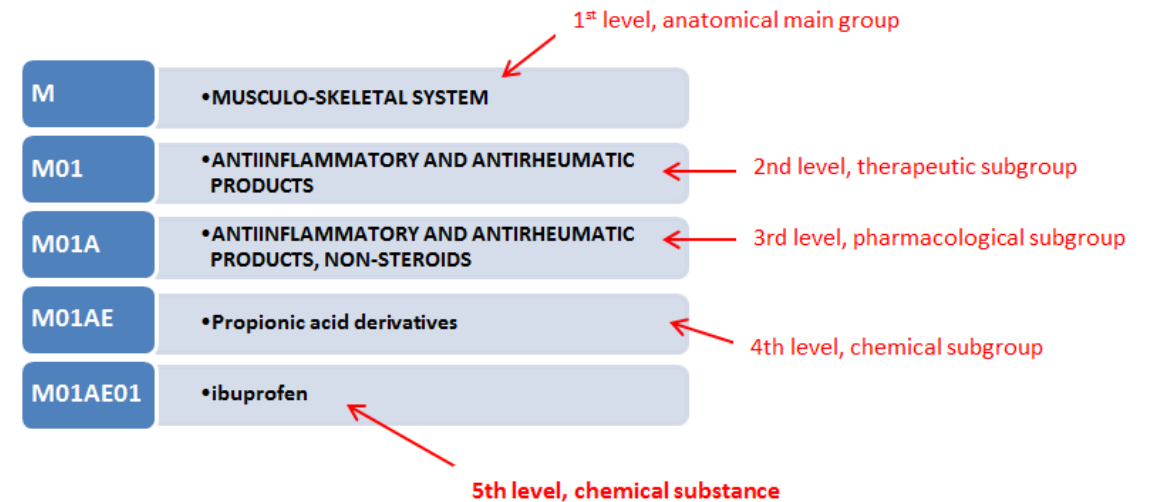 1st level, anatomical main group
M
•MUSCULO-SKELETAL SYSTEM
M01
•ANTIINFLAMMATORY AND ANTIRHEUMATIC
PRODUCTS
2nd level, therapeutic subgroup
M01A
•ANTIINFLAMMATORY AND ANTIRHEUMATIC
PRODUCTS, NON-STEROIDS
3rd level, pharmacological subgroup
M01AE
•Propionic acid derivatives
4th level, chemical subgroup
M01AE01
•ibuprofen
5th level, chemical substance